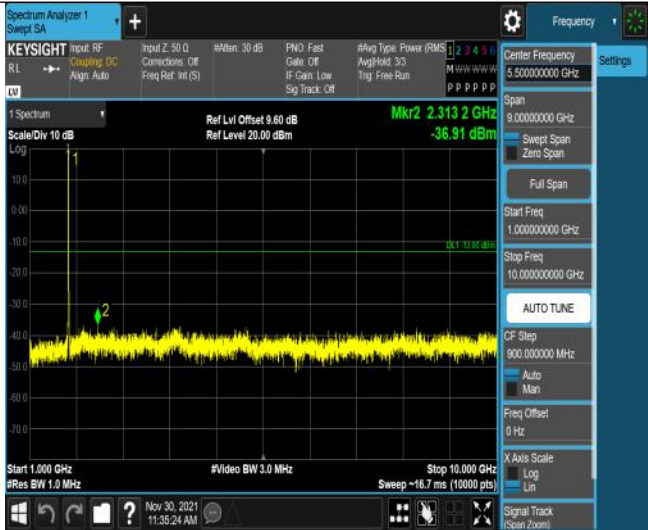 Spectrum Analyzer 1
Swept SA
+
Frequency
KEYSIGHT
RL
LV
Input: RF
Coupling: DC
Align: Auto
Input Z: 50 Ω
Corrections: Off
Freq Ref: Int (S)
#Atten: 30 dB
PNO: Fast
Gate: Off
IF Gain: Low
Sig Track: Off
#Avg Type: Power (RMS
Avg|Hold: 3/3
Trig: Free Run
1 2 3 4 5 6
M W W W W W
P P P P P P
1 Spectrum
Scale/Div 10 dB
Log
Ref Lvl Offset 9.60 dB
Ref Level 20.00 dBm
Mkr2 2.313 2 GHz
-36.91 dBm
1
10.0
0.00
-10.0
DL1 -13.00 dBm
-20.0
-30.0
2
-40.0
-50.0
-60.0
-70.0
Start 1.000 GHz
#Res BW 1.0 MHz
#Video BW 3.0 MHz
Stop 10.000 GHz
Sweep ~16.7 ms (10000 pts)
Nov 30, 2021
11:35:24 AM
Center Frequency
5.500000000 GHz
Settings
Span
9.00000000 GHz
Swept Span
Zero Span
Full Span
Start Freq
1.000000000 GHz
Stop Freq
10.000000000 GHz
AUTO TUNE
CF Step
900.000000 MHz
Auto
Man
Freq Offset
0 Hz
X Axis Scale
Log
Lin
Signal Track
(Span Zoom)